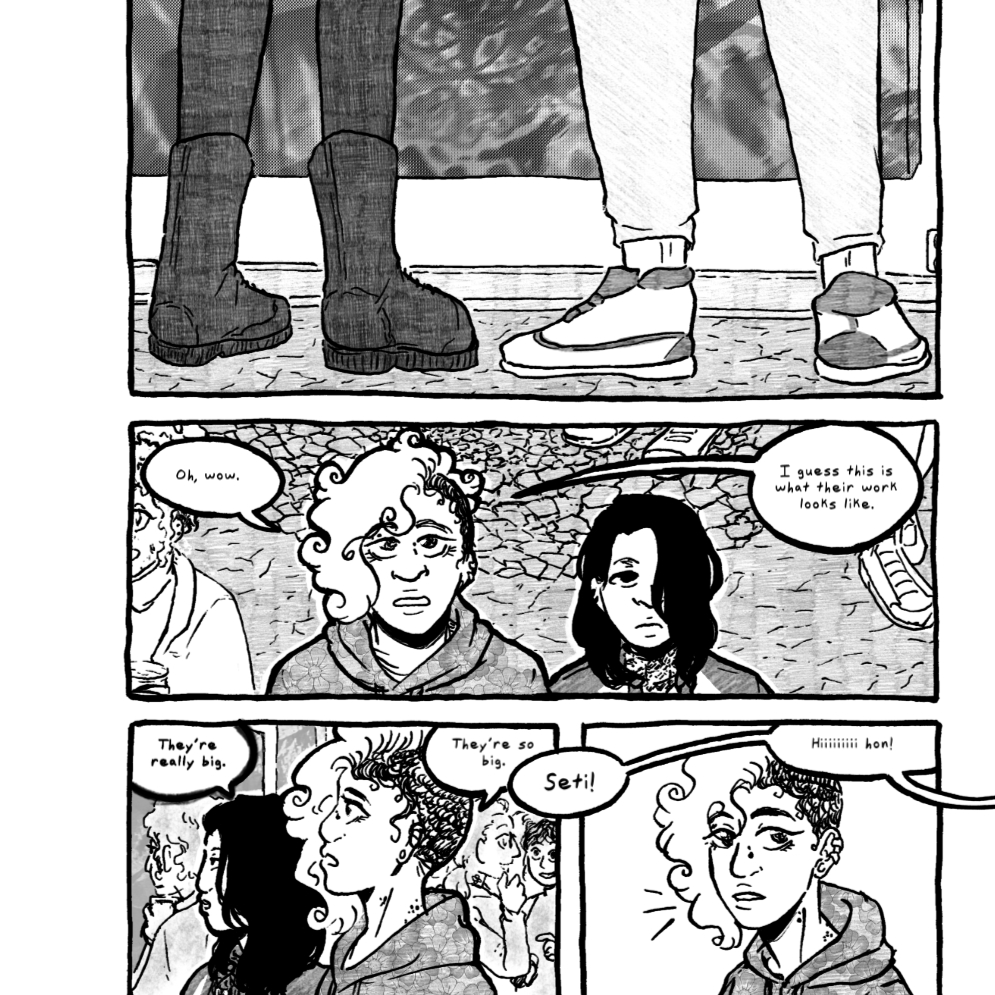 Oh, wow.
I guess this is
what their work
looks like.
They're
really big.
They're so
big.
Seti!
Hiiiiiiiii hon!